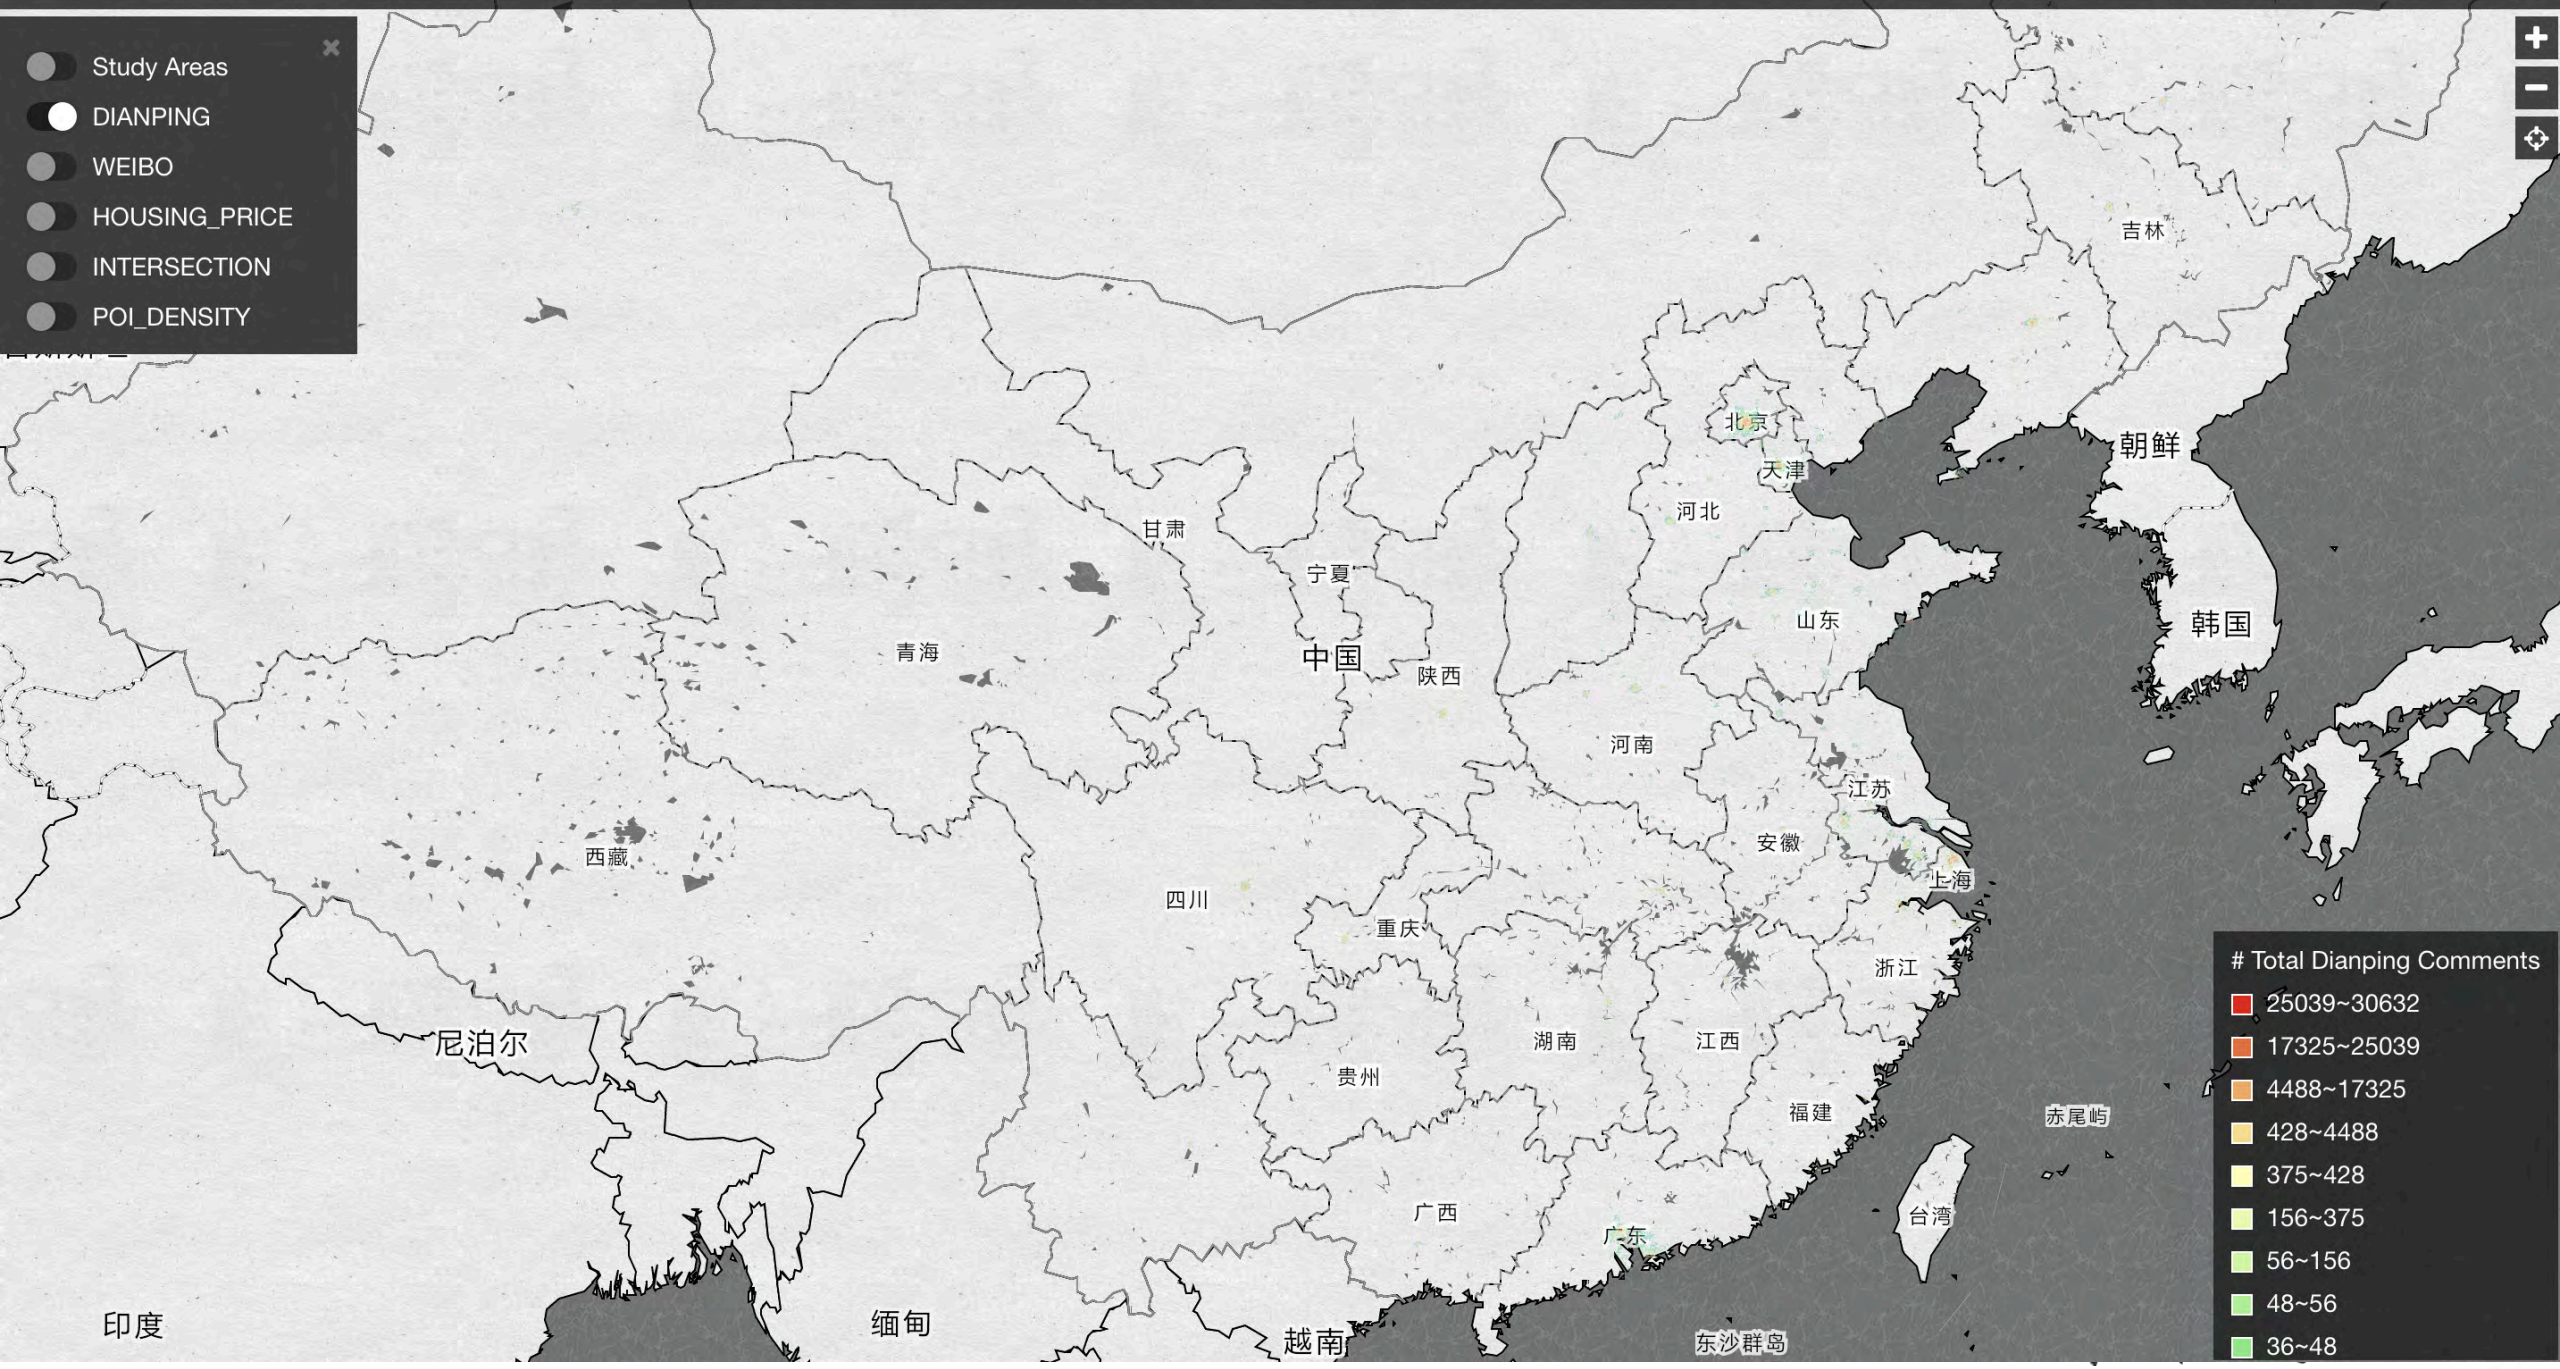 Study Areas
DIANPING
WEIBO
HOUSING_PRICE
INTERSECTION
POI_DENSITY
吉林
北京
朝鲜
天津
河北
甘肃
宁夏
山东
韩国
青海
中国
陕西
河南
江苏
安徽
西藏
上海
四川
重庆
浙江
尼泊尔
湖南
江西
贵州
福建
赤尾屿
广西
台湾
广东
印度
缅甸
越南
东沙群岛
# Total Dianping Comments
25039~30632
17325~25039
4488~17325
428~4488
375~428
156~375
56~156
48~56
36~48